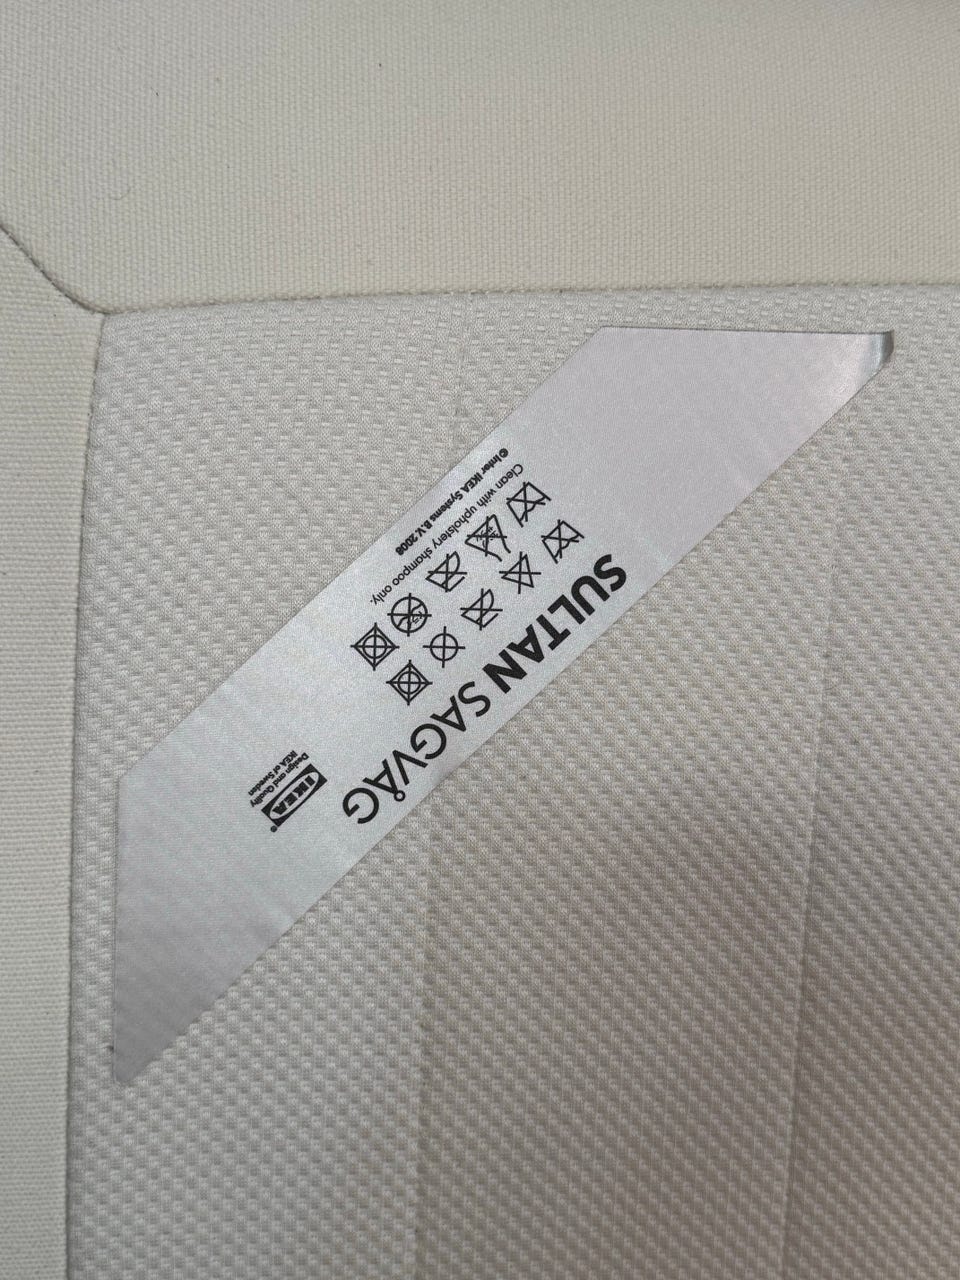 SULTAN SAGVÅG
Clean with upholstery shampoo only.
© Inter IKEA Systems B.V. 2008
IKEA®
Design and Quality
IKEA of Sweden